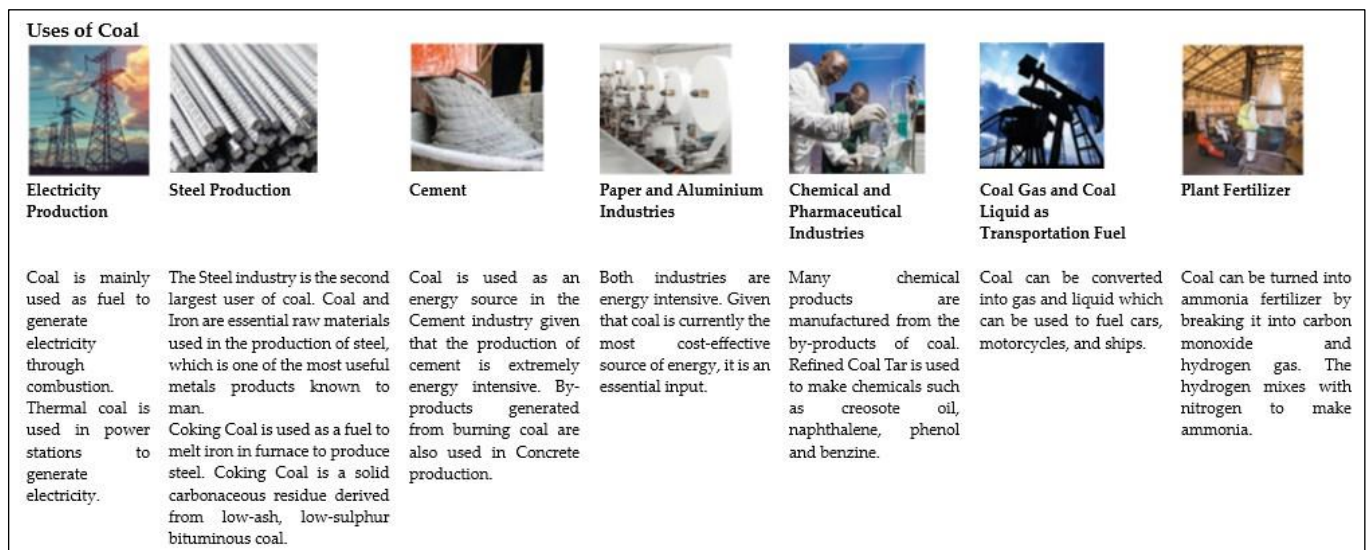 Uses of Coal
Electricity
Production
Steel Production
Cement
Paper and Aluminium
Industries
Chemical and
Pharmaceutical
Industries
Coal Gas and Coal
Liquid as
Transportation Fuel
Plant Fertilizer
Coal is mainly
used as fuel to
generate
electricity
through
combustion.
Thermal coal is
used in power
stations to
generate
electricity.
The Steel industry is the second
largest user of coal. Coal and
Iron are essential raw materials
used in the production of steel,
which is one of the most useful
metals products known to
man.
Coking Coal is used as a fuel to
melt iron in furnace to produce
steel. Coking Coal is a solid
carbonaceous residue derived
from low-ash, low-sulphur
bituminous coal.
Coal is used as an
energy source in the
Cement industry given
that the production of
cement is extremely
energy intensive. By-
products generated
from burning coal are
also used in Concrete
production.
Both industries are
energy intensive. Given
that coal is currently the
most cost-effective
source of energy, it is an
essential input.
Many chemical
products are
manufactured from the
by-products of coal.
Refined Coal Tar is used
to make chemicals such
as creosote oil,
naphthalene, phenol
and benzine.
Coal can be converted
into gas and liquid which
can be used to fuel cars,
motorcycles, and ships.
Coal can be turned into
ammonia fertilizer by
breaking it into carbon
monoxide and
hydrogen gas. The
hydrogen mixes with
nitrogen to make
ammonia.